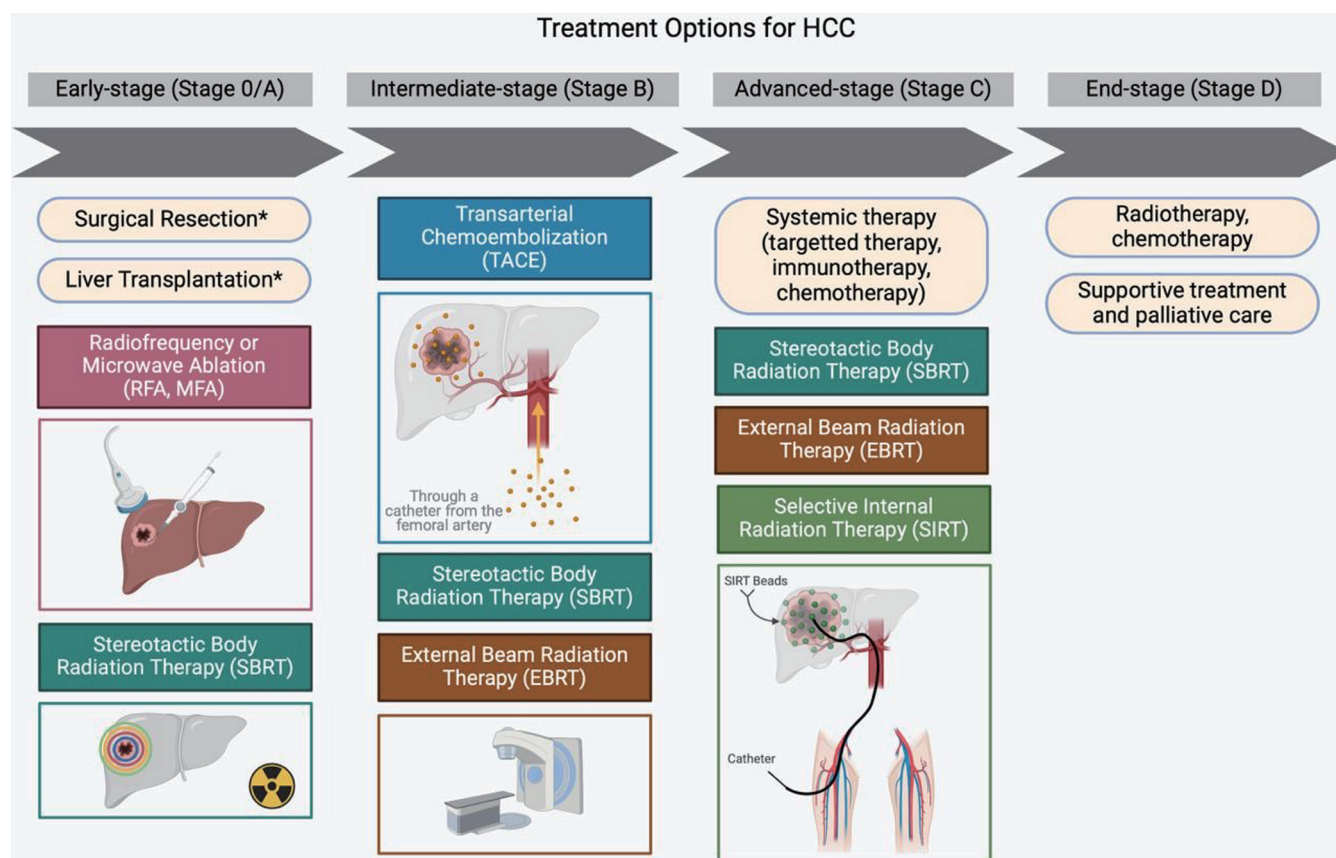 Treatment Options for HCC
Early-stage (Stage 0/A)
Intermediate-stage (Stage B)
Advanced-stage (Stage C)
End-stage (Stage D)
Surgical Resection*
Liver Transplantation*
Radiofrequency or
Microwave Ablation
(RFA, MFA)
Stereotactic Body
Radiation Therapy (SBRT)
Transarterial
Chemoembolization
(TACE)
Through a
catheter from the
femoral artery
Stereotactic Body
Radiation Therapy (SBRT)
External Beam Radiation
Therapy (EBRT)
Systemic therapy
(targetted therapy,
immunotherapy,
chemotherapy)
Stereotactic Body
Radiation Therapy (SBRT)
External Beam Radiation
Therapy (EBRT)
Selective Internal
Radiation Therapy (SIRT)
SIRT Beads
Catheter
Radiotherapy,
chemotherapy
Supportive treatment
and palliative care